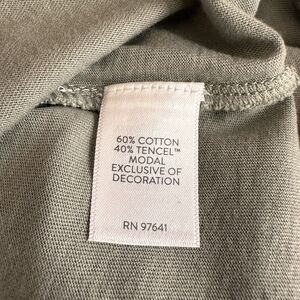 60% COTTON
40% TENCEL™
MODAL
EXCLUSIVE OF
DECORATION
RN 97641